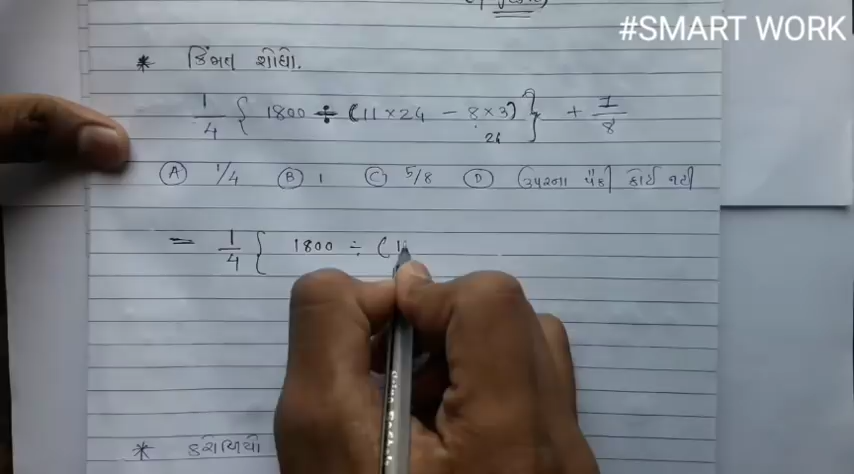 #SMART WORK
* કિંમત શોધો.
1/4 { 1800 ÷ (11 × 24 - 8 × 3) } + 1/8
24
(A) 1/4 (B) 1 (C) 5/8 (D) ઉપરના પૈકી કોઈ નહી
= 1/4 { 1800 ÷ (1
*